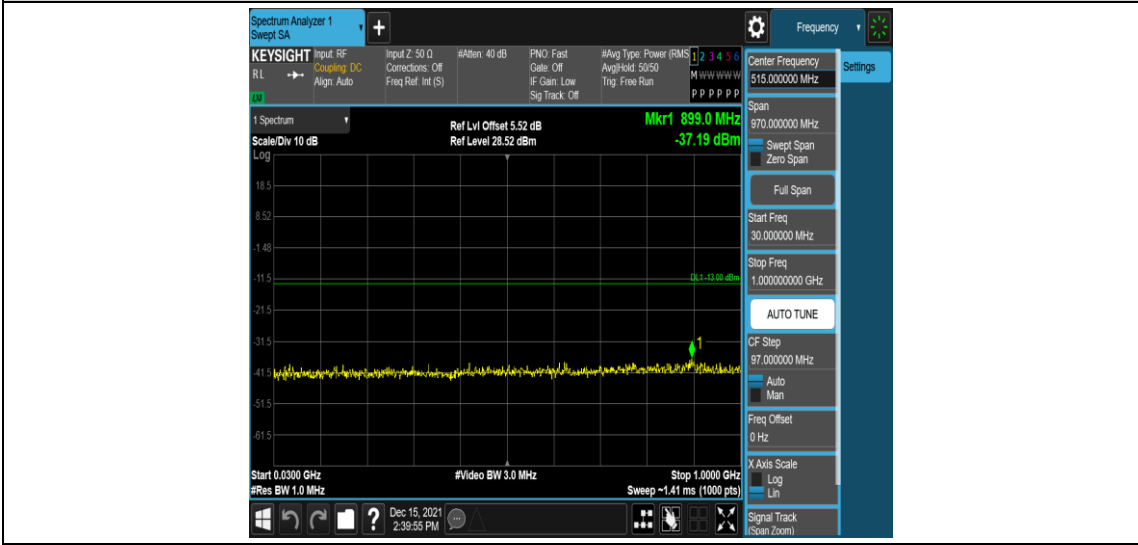 Spectrum Analyzer 1
Swept SA
Frequency
KEYSIGHT
RL
LM
Input: RF
Coupling: DC
Align: Auto
Input Z: 50 Ω
Corrections: Off
Freq Ref: Int (S)
#Atten: 40 dB
PNO: Fast
Gate: Off
IF Gain: Low
Sig Track: Off
#Avg Type: Power (RMS
Avg|Hold: 50/50
Trig: Free Run
1 2 3 4 5 6
M W W W W W
P P P P P P
1 Spectrum
Scale/Div 10 dB
Log
Ref Lvl Offset 5.52 dB
Ref Level 28.52 dBm
Mkr1 899.0 MHz
-37.19 dBm
18.5
8.52
-1.48
-11.5
DL1 -13.00 dBm
-21.5
-31.5
1
-41.5
-51.5
-61.5
Start 0.0300 GHz
#Res BW 1.0 MHz
#Video BW 3.0 MHz
Stop 1.0000 GHz
Sweep ~1.41 ms (1000 pts)
Dec 15, 2021
2:39:55 PM
Center Frequency
515.000000 MHz
Settings
Span
970.000000 MHz
Swept Span
Zero Span
Full Span
Start Freq
30.000000 MHz
Stop Freq
1.000000000 GHz
AUTO TUNE
CF Step
97.000000 MHz
Auto
Man
Freq Offset
0 Hz
X Axis Scale
Log
Lin
Signal Track
(Span Zoom)